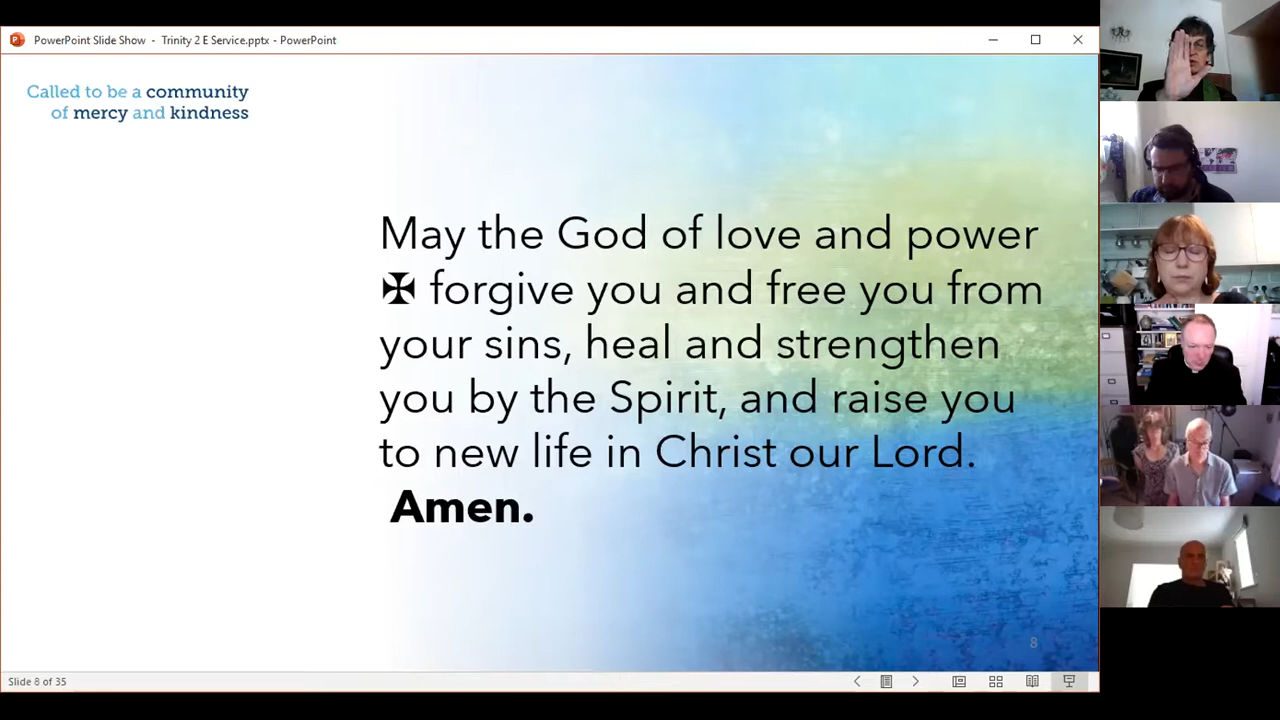 PowerPoint Slide Show - Trinity 2 E Service.pptx - PowerPoint
Called to be a community
of mercy and kindness
May the God of love and power
✠ forgive you and free you from
your sins, heal and strengthen
you by the Spirit, and raise you
to new life in Christ our Lord.
Amen.
8
Slide 8 of 35